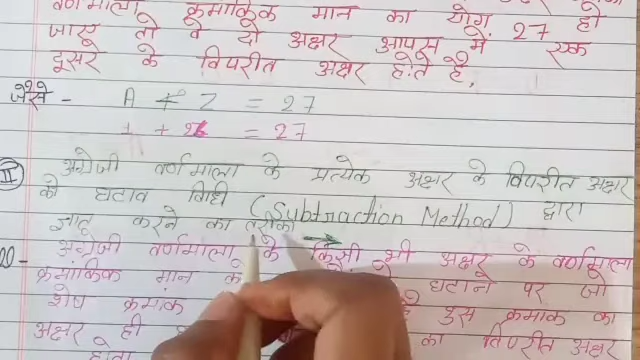 वर्णमाला क्रमांकिक मान का योग 27 हो
जाए तो वे दो अक्षर आपस में एक
दूसरे के विपरीत अक्षर होते है,
जैसे - A + Z = 27
1 + 26 = 27
II अंग्रेजी वर्णमाला के प्रत्येक अक्षर के विपरीत अक्षर
को घटाव विधी (Subtraction Method) द्वारा
ज्ञात करने का तरीका
अंग्रेजी वर्णमाला के किसी भी अक्षर के वर्णमाला
क्रमांकिक मान के घटाने पर जो
शेष क्रमांक उस क्रमांक का
अक्षर ही का विपरीत अक्षर
होता